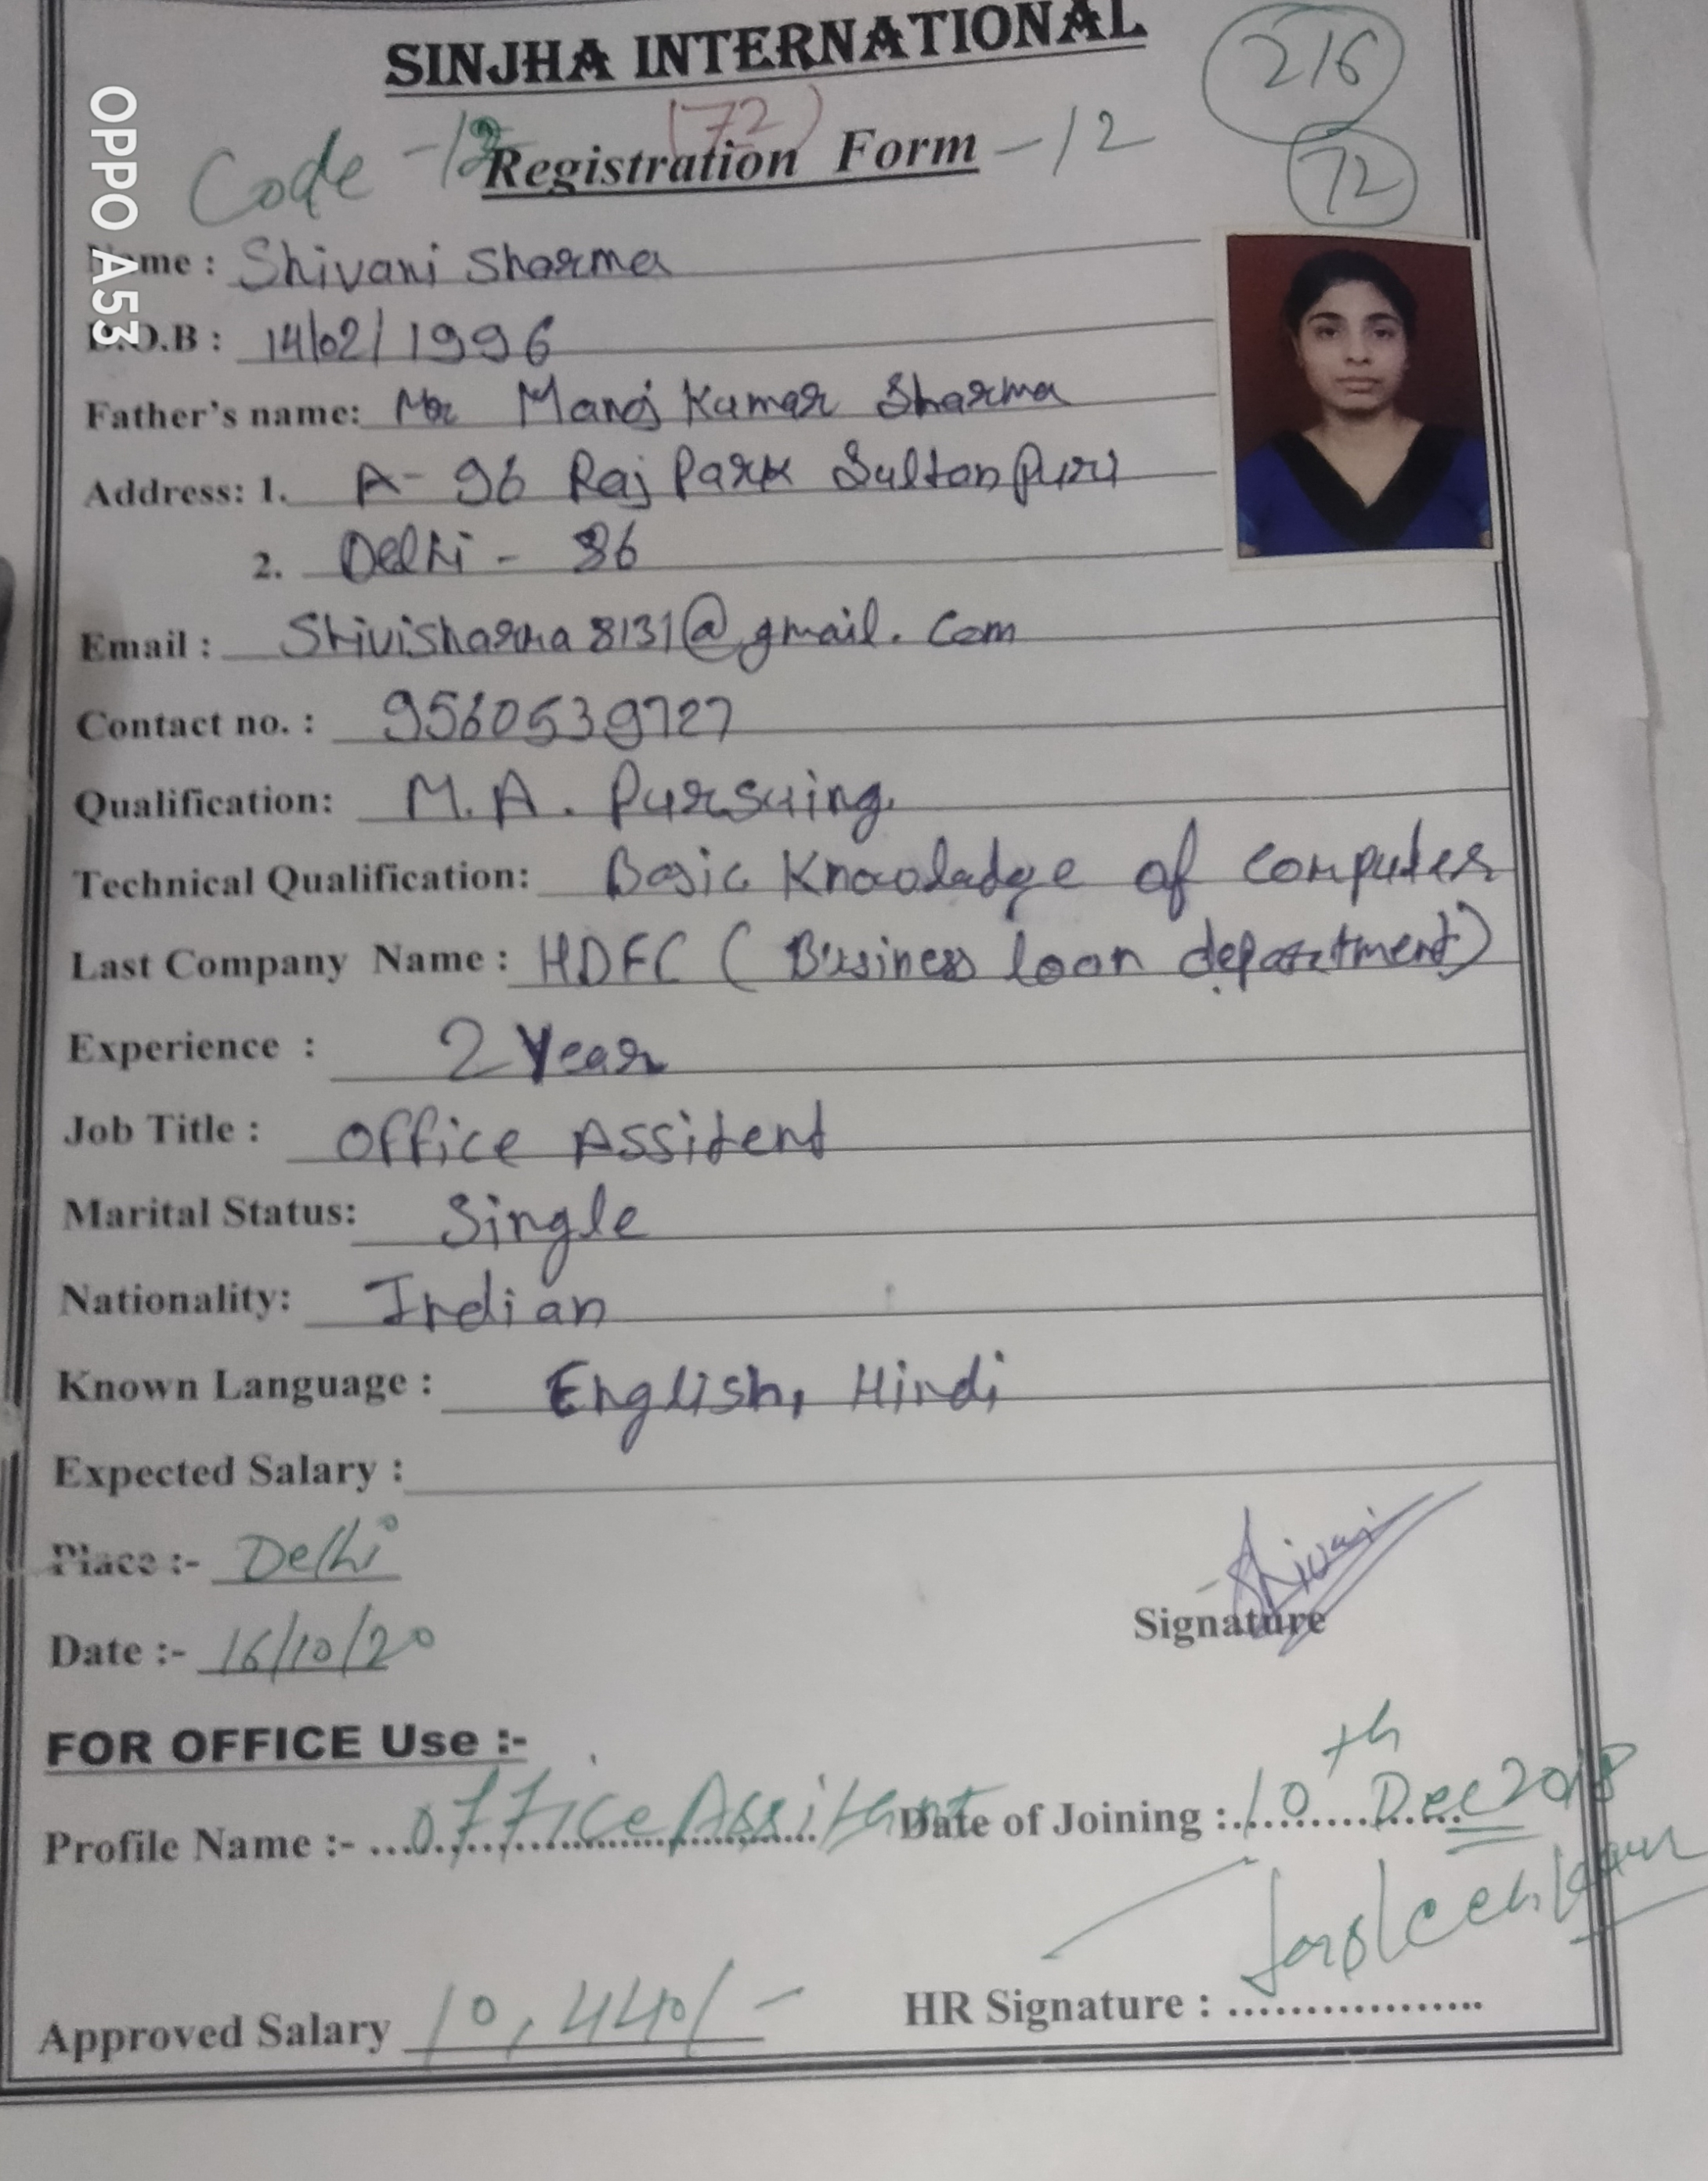 SINJHA INTERNATIONAL
216
(72)
Code -12 Registration Form -12
72
OPPO A53
Name : Shivani Sharma
D.O.B : 14/02/1996
Father's name: Mr Manoj Kumar Sharma
Address: 1. A- 96 Raj Park Sultanpuri
2. Delhi - 86
Email : Shivisharma8131@gmail.com
Contact no. : 9560539727
Qualification: M.A. Pursuing
Technical Qualification: Basic Knowladge of computer
Last Company Name : HDFC ( Business loan department)
Experience : 2 Year
Job Title : Office Assitent
Marital Status: Single
Nationality: Indian
Known Language : English, Hindi
Expected Salary :
Place :- Delhi
Shivani
Signature
Date :- 16/10/20
FOR OFFICE Use :-
Profile Name :- Office Assitant Date of Joining : 10th Dec 2018
Approved Salary 10,440/- HR Signature :